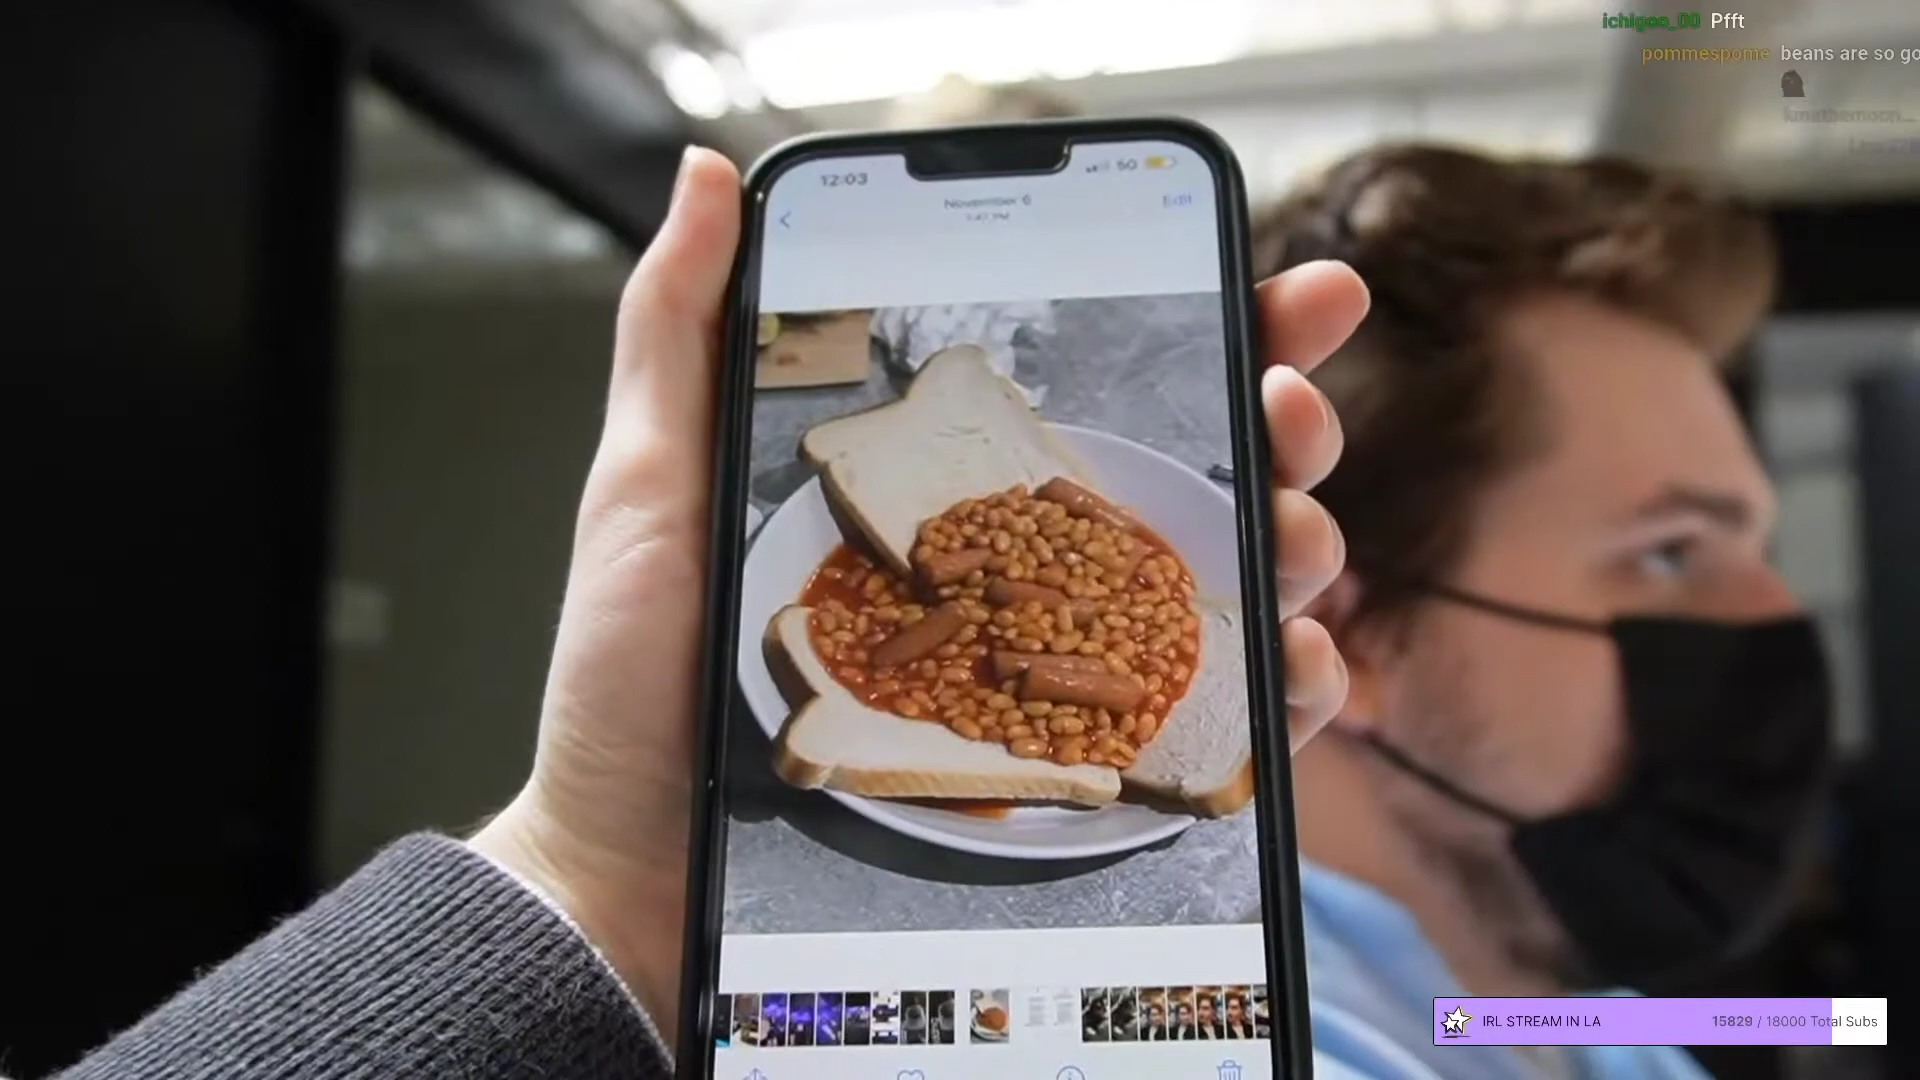 ichigoo_00 Pfft
pommespome beans are so go
12:03
5G
November 6
Edit
IRL STREAM IN LA
15829 / 18000 Total Subs